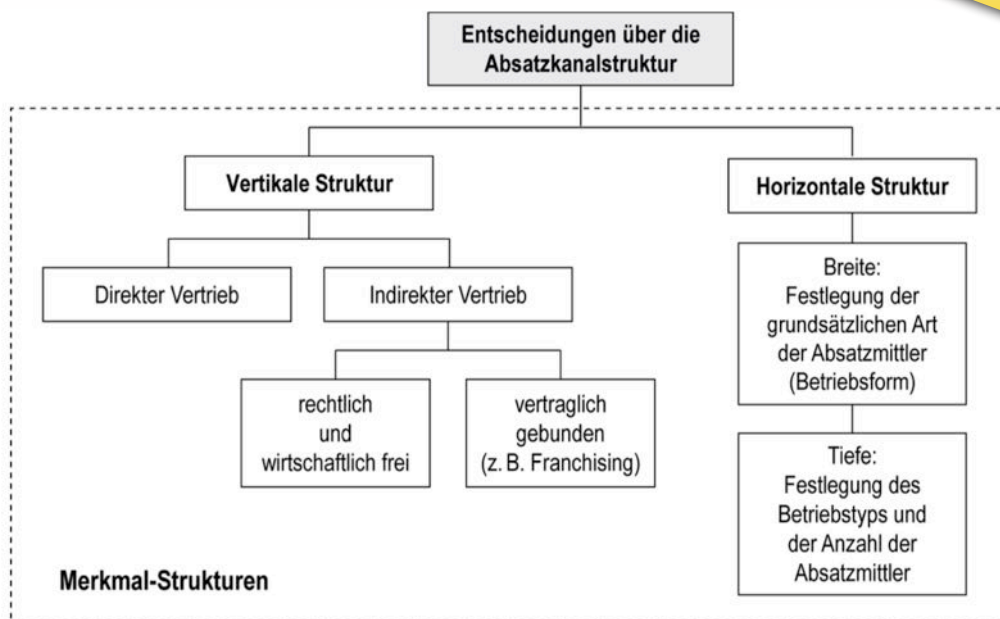 Entscheidungen über die
Absatzkanalstruktur
Vertikale Struktur
Horizontale Struktur
Direkter Vertrieb
Indirekter Vertrieb
rechtlich
und
wirtschaftlich frei
vertraglich
gebunden
(z. B. Franchising)
Breite:
Festlegung der
grundsätzlichen Art
der Absatzmittler
(Betriebsform)
Tiefe:
Festlegung des
Betriebstyps und
der Anzahl der
Absatzmittler
Merkmal-Strukturen